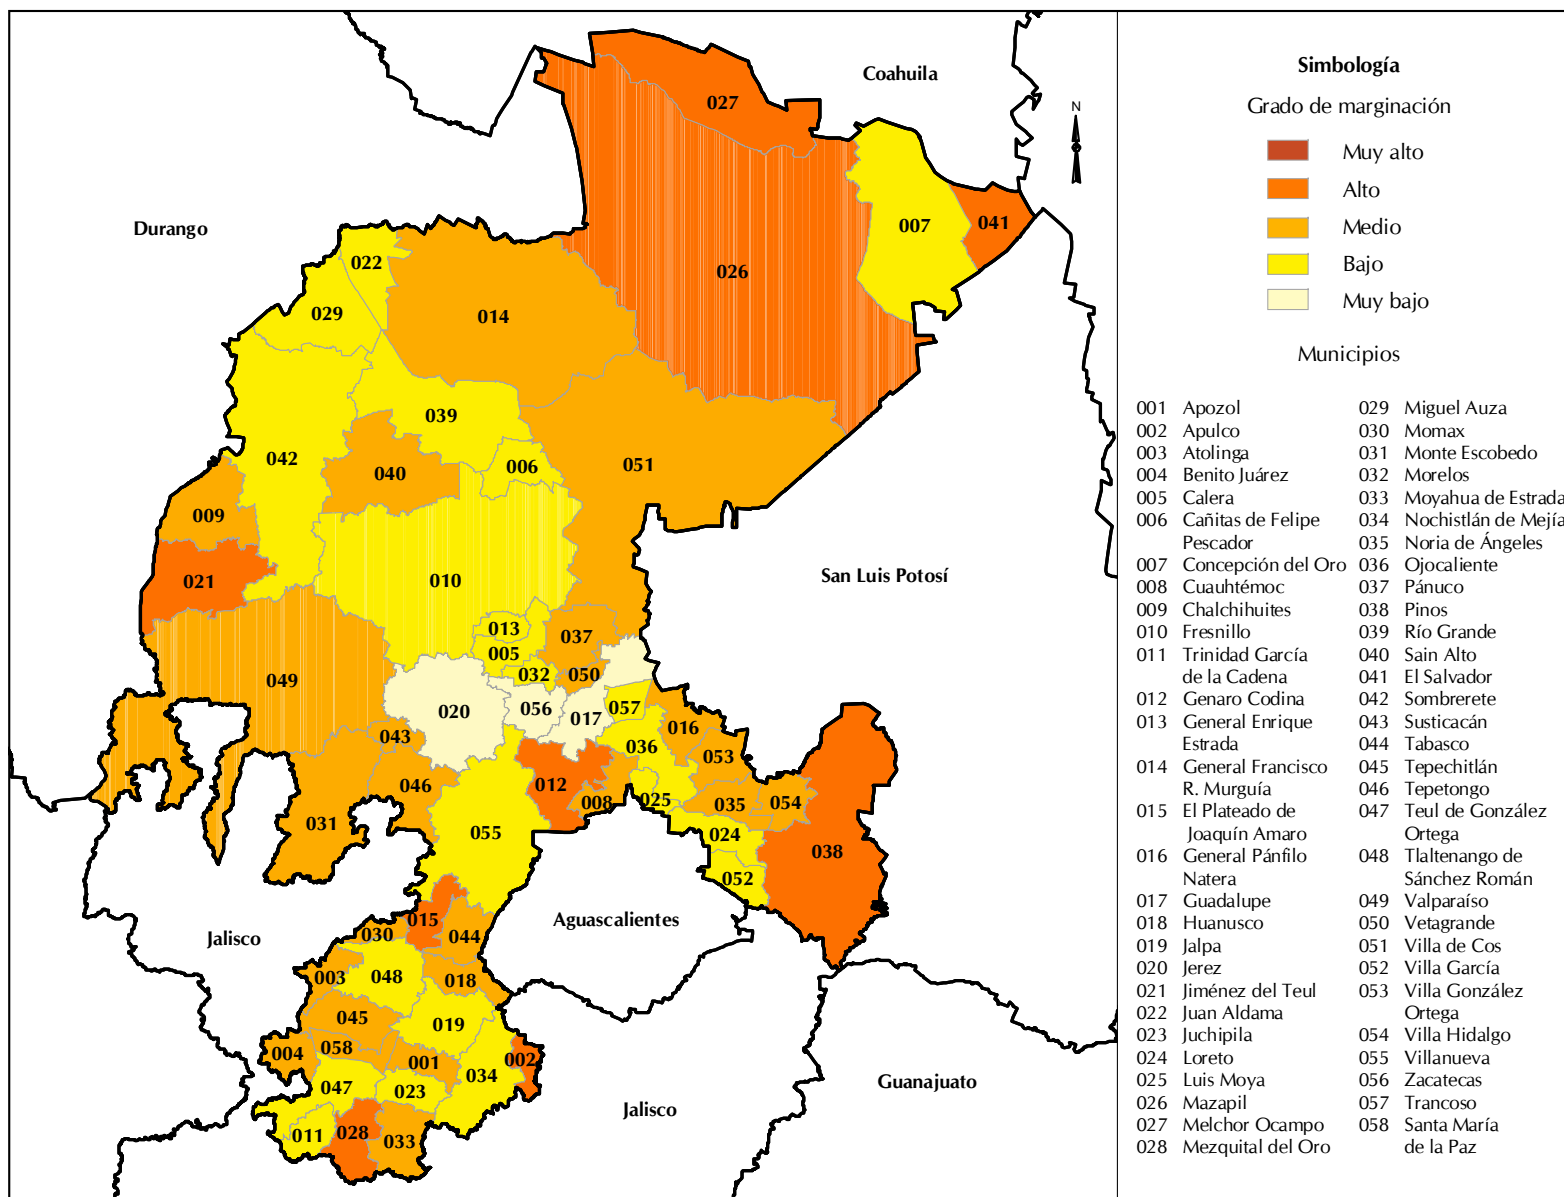 Coahuila
Durango
San Luis Potosí
Aguascalientes
Jalisco
Jalisco
Guanajuato
N
027
007
041
026
022
029
014
039
042
006
040
051
009
021
010
013
037
005
032
050
049
020
056
017
057
016
043
036
053
012
046
008
025
035
054
031
055
024
038
052
015
030
044
003
048
018
045
019
004
058
001
002
034
047
023
011
028
033
Simbología
Grado de marginación
Muy alto
Alto
Medio
Bajo
Muy bajo
Municipios
001 Apozol
002 Apulco
003 Atolinga
004 Benito Juárez
005 Calera
006 Cañitas de Felipe
Pescador
007 Concepción del Oro
008 Cuauhtémoc
009 Chalchihuites
010 Fresnillo
011 Trinidad García
de la Cadena
012 Genaro Codina
013 General Enrique
Estrada
014 General Francisco
R. Murguía
015 El Plateado de
Joaquín Amaro
016 General Pánfilo
Natera
017 Guadalupe
018 Huanusco
019 Jalpa
020 Jerez
021 Jiménez del Teul
022 Juan Aldama
023 Juchipila
024 Loreto
025 Luis Moya
026 Mazapil
027 Melchor Ocampo
028 Mezquital del Oro
029 Miguel Auza
030 Momax
031 Monte Escobedo
032 Morelos
033 Moyahua de Estrada
034 Nochistlán de Mejía
035 Noria de Ángeles
036 Ojocaliente
037 Pánuco
038 Pinos
039 Río Grande
040 Sain Alto
041 El Salvador
042 Sombrerete
043 Susticacán
044 Tabasco
045 Tepechitlán
046 Tepetongo
047 Teul de González
Ortega
048 Tlaltenango de
Sánchez Román
049 Valparaíso
050 Vetagrande
051 Villa de Cos
052 Villa García
053 Villa González
Ortega
054 Villa Hidalgo
055 Villanueva
056 Zacatecas
057 Trancoso
058 Santa María
de la Paz